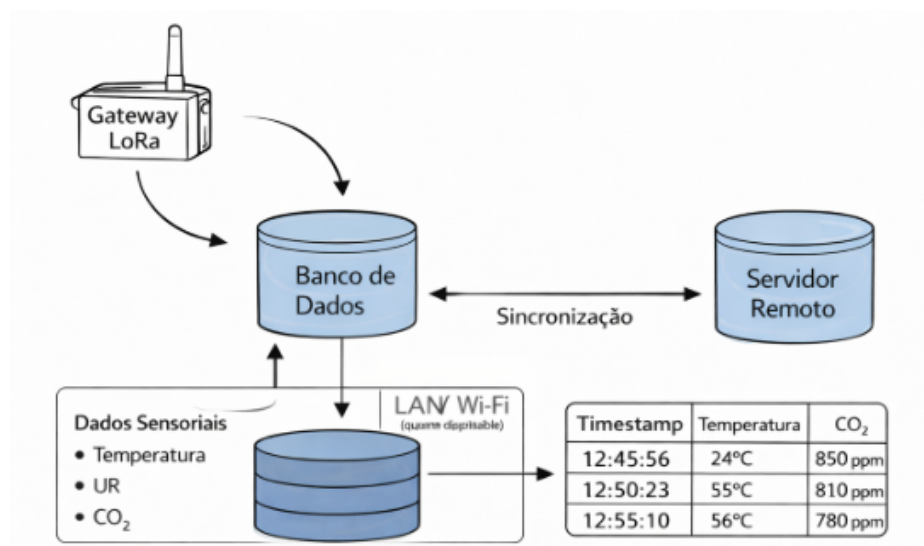 Gateway
LoRa
Banco de
Dados
Servidor
Remoto
Sincronização
Dados Sensoriais
• Temperatura
• UR
• CO₂
LAN/ Wi-Fi
Timestamp Temperatura CO₂
12:45:56 24ºC 850 ppm
12:50:23 55ºC 810 ppm
12:55:10 56ºC 780 ppm